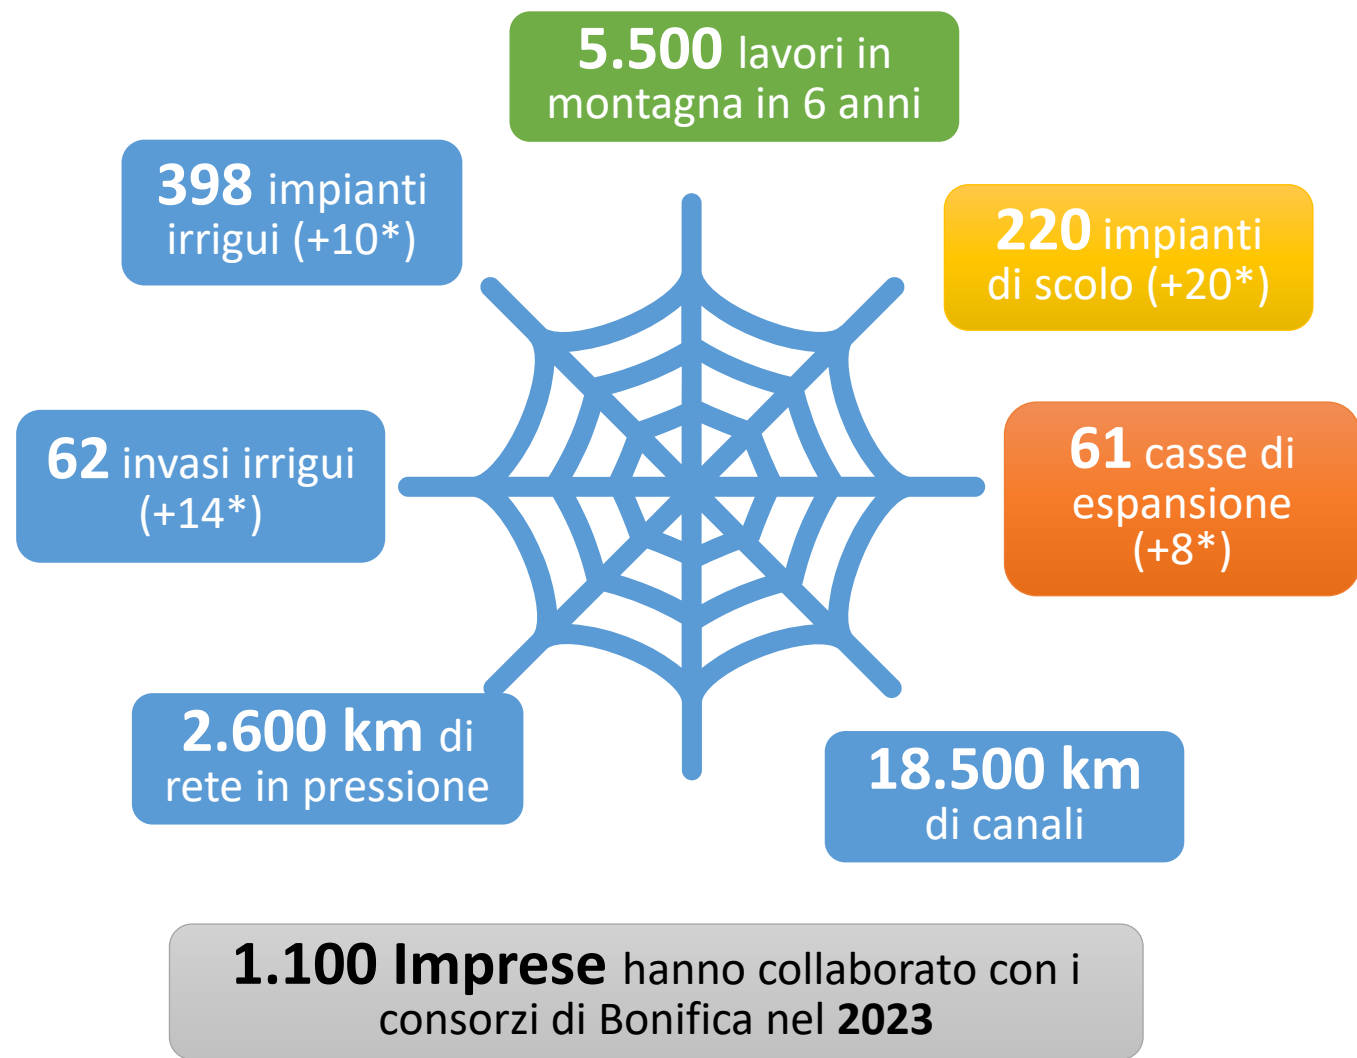 5.500 lavori in
montagna in 6 anni
398 impianti
irrigui (+10*)
220 impianti
di scolo (+20*)
62 invasi irrigui
(+14*)
61 casse di
espansione
(+8*)
2.600 km di
rete in pressione
18.500 km
di canali
1.100 Imprese hanno collaborato con i
consorzi di Bonifica nel 2023